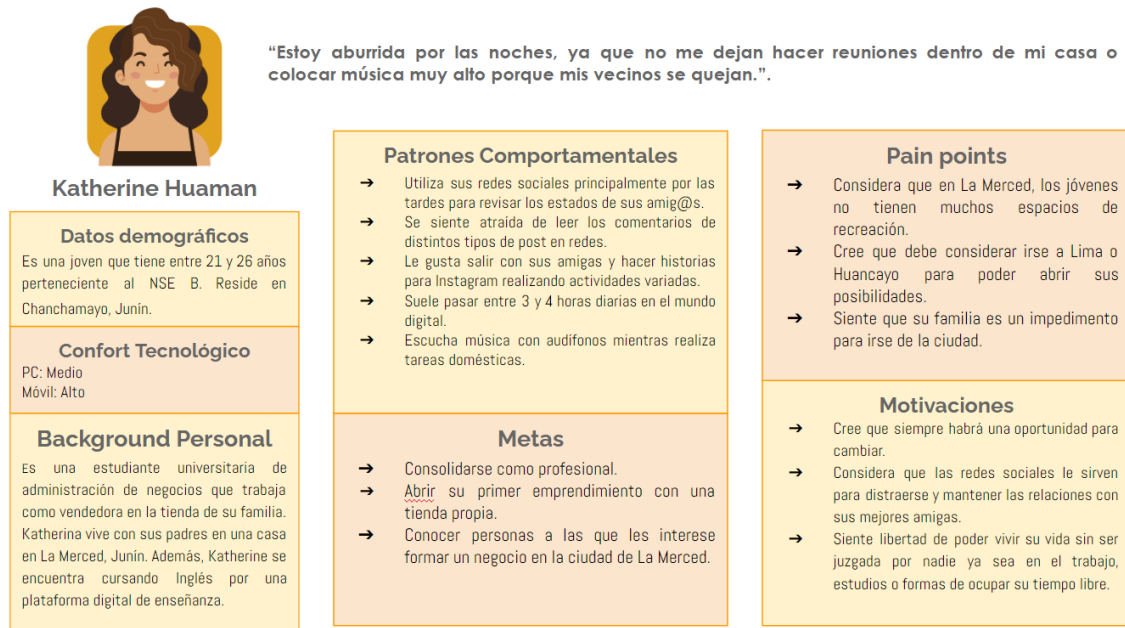 “Estoy aburrida por las noches, ya que no me dejan hacer reuniones dentro de mi casa o
colocar música muy alto porque mis vecinos se quejan.”.
Katherine Huaman
Datos demográficos
Es una joven que tiene entre 21 y 26 años
perteneciente al NSE B. Reside en
Chanchamayo, Junín.
Confort Tecnológico
PC: Medio
Móvil: Alto
Background Personal
Es una estudiante universitaria de
administración de negocios que trabaja
como vendedora en la tienda de su familia.
Katherina vive con sus padres en una casa
en La Merced, Junín. Además, Katherine se
encuentra cursando Inglés por una
plataforma digital de enseñanza.
Patrones Comportamentales
➔ Utiliza sus redes sociales principalmente por las
tardes para revisar los estados de sus amig@s.
➔ Se siente atraída de leer los comentarios de
distintos tipos de post en redes.
➔ Le gusta salir con sus amigas y hacer historias
para Instagram realizando actividades variadas.
➔ Suele pasar entre 3 y 4 horas diarias en el mundo
digital.
➔ Escucha música con audífonos mientras realiza
tareas domésticas.
Metas
➔ Consolidarse como profesional.
➔ Abrir su primer emprendimiento con una
tienda propia.
➔ Conocer personas a las que les interese
formar un negocio en la ciudad de La Merced.
Pain points
➔ Considera que en La Merced, los jóvenes
no tienen muchos espacios de
recreación.
➔ Cree que debe considerar irse a Lima o
Huancayo para poder abrir sus
posibilidades.
➔ Siente que su familia es un impedimento
para irse de la ciudad.
Motivaciones
➔ Cree que siempre habrá una oportunidad para
cambiar.
➔ Considera que las redes sociales le sirven
para distraerse y mantener las relaciones con
sus mejores amigas.
➔ Siente libertad de poder vivir su vida sin ser
juzgada por nadie ya sea en el trabajo,
estudios o formas de ocupar su tiempo libre.